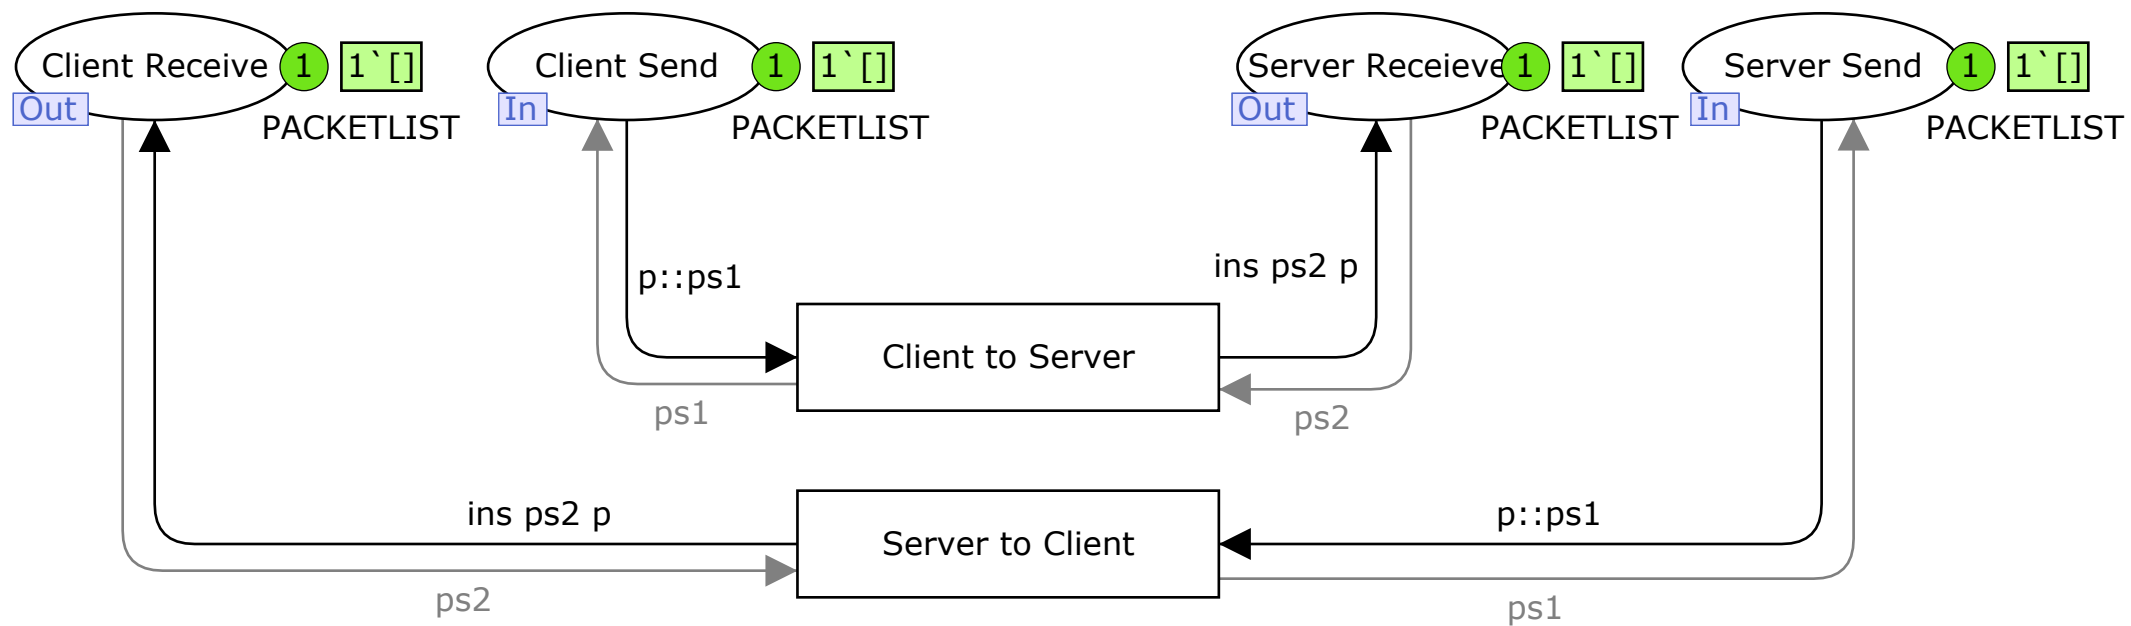 Client Receive
1
1`[]
Out
PACKETLIST
Client Send
1
1`[]
In
PACKETLIST
Server Receieve
1
1`[]
Out
PACKETLIST
Server Send
1
1`[]
In
PACKETLIST
p::ps1
ins ps2 p
Client to Server
ps1
ps2
ins ps2 p
p::ps1
Server to Client
ps2
ps1